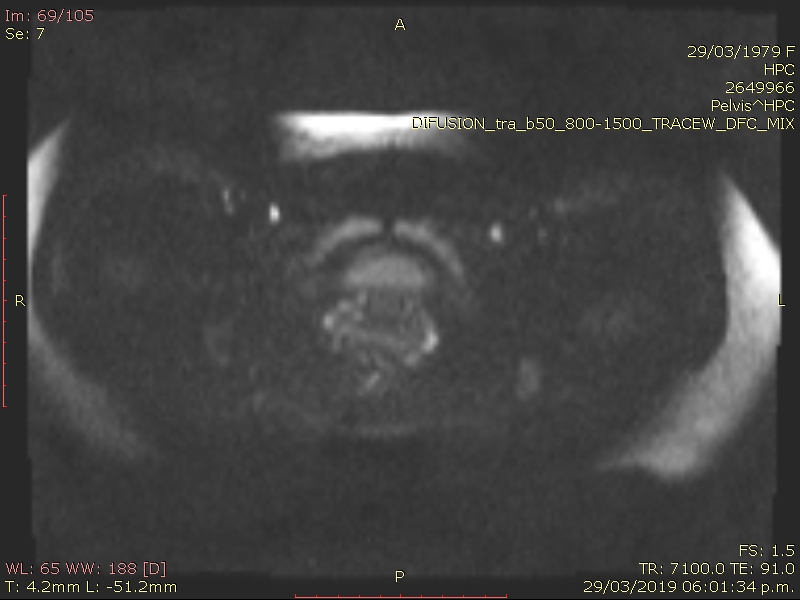 Im: 69/105
Se: 7
A
29/03/1979 F
HPC
2649966
Pelvis^HPC
DIFUSION_tra_b50_800-1500_TRACEW_DFC_MIX
R
L
WL: 65 WW: 188 [D]
T: 4.2mm L: -51.2mm
P
FS: 1.5
TR: 7100.0 TE: 91.0
29/03/2019 06:01:34 p.m.